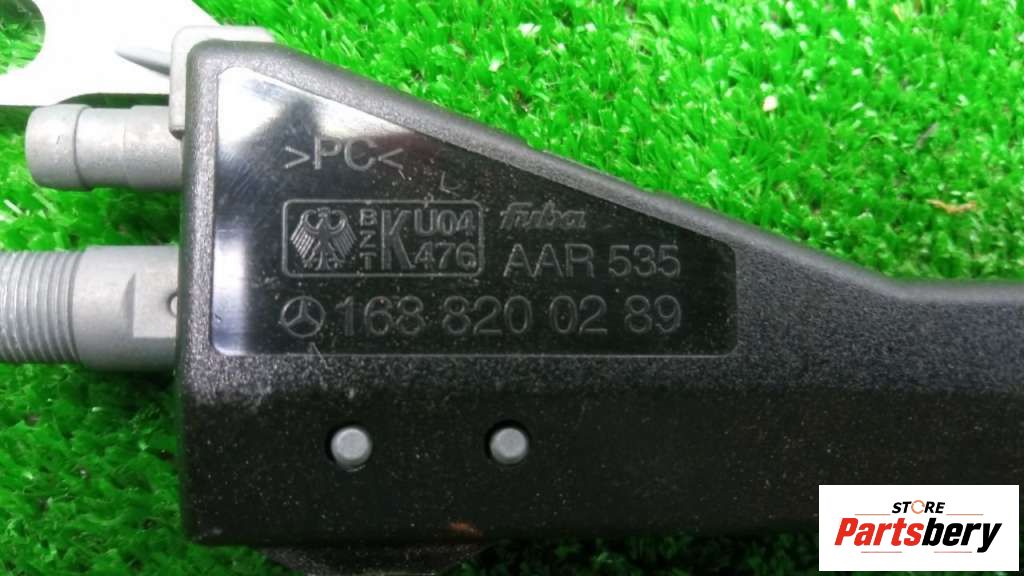 >PC<
BZT K U04 476
fuba
AAR 535
168 820 02 89
STORE
Partsbery